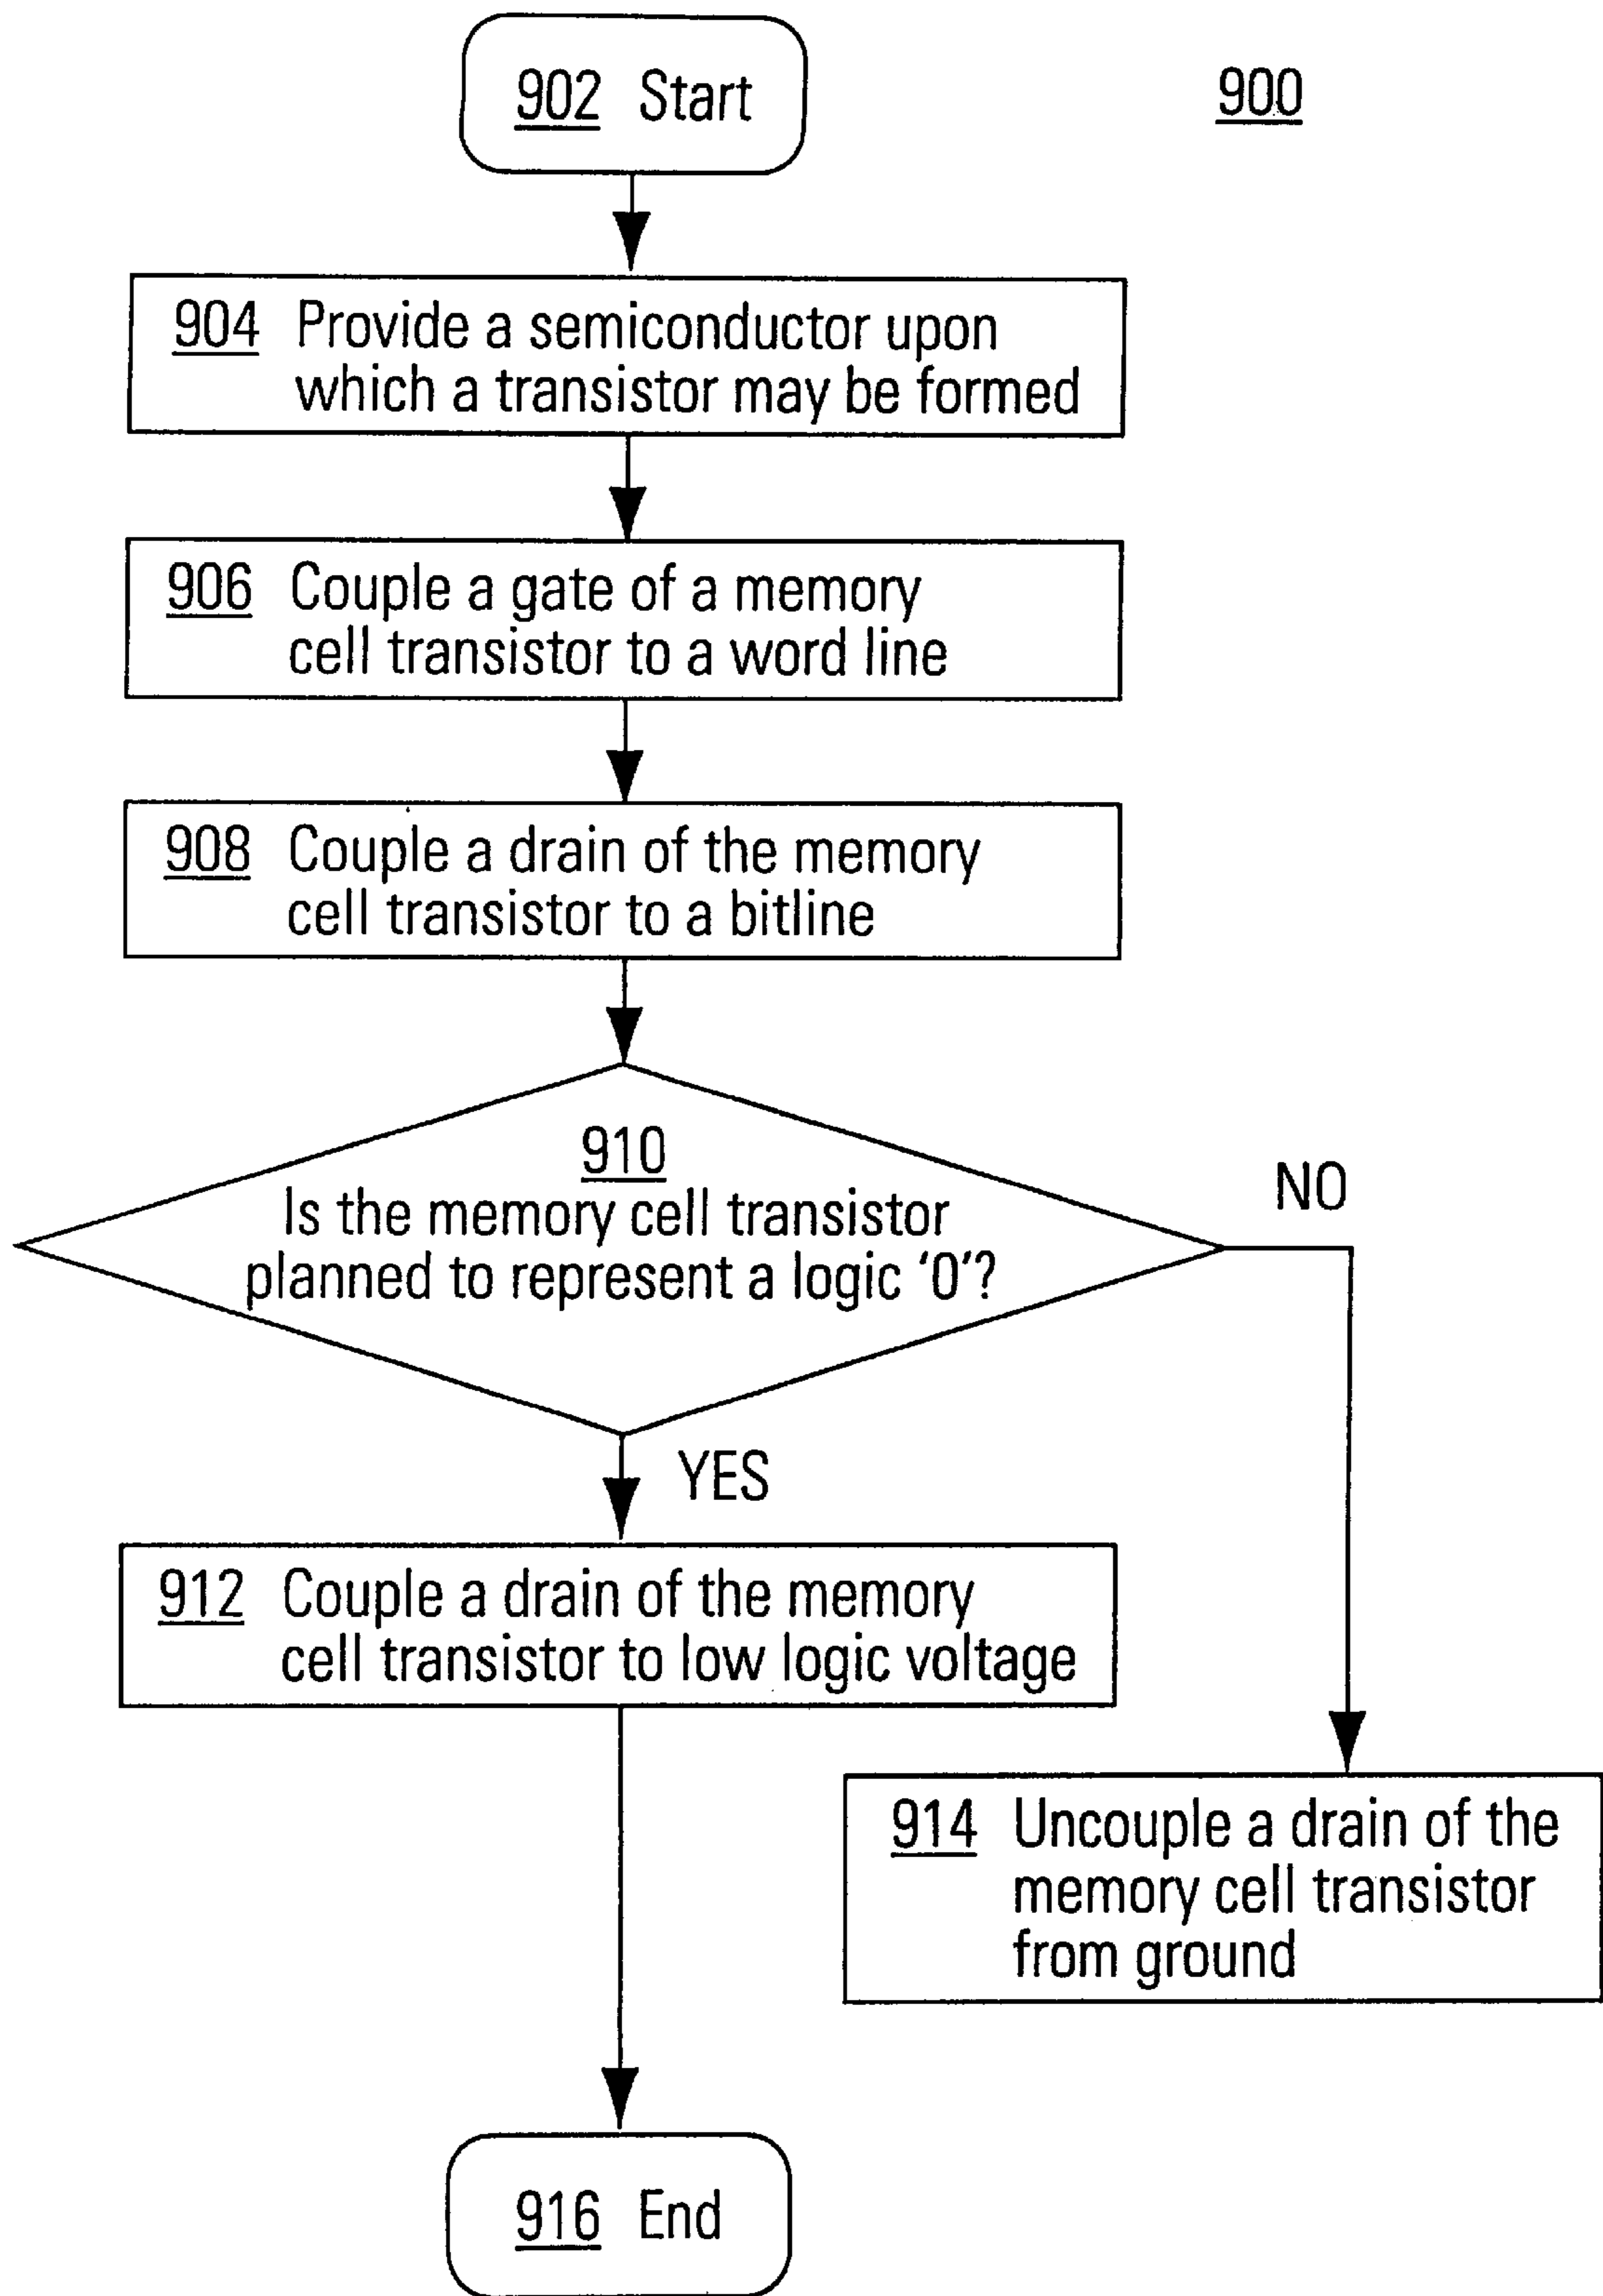 902 Start
900
904 Provide a semiconductor upon
which a transistor may be formed
906 Couple a gate of a memory
cell transistor to a word line
908 Couple a drain of the memory
cell transistor to a bitline
910
Is the memory cell transistor
planned to represent a logic '0'?
NO
YES
912 Couple a drain of the memory
cell transistor to low logic voltage
914 Uncouple a drain of the
memory cell transistor
from ground
916 End